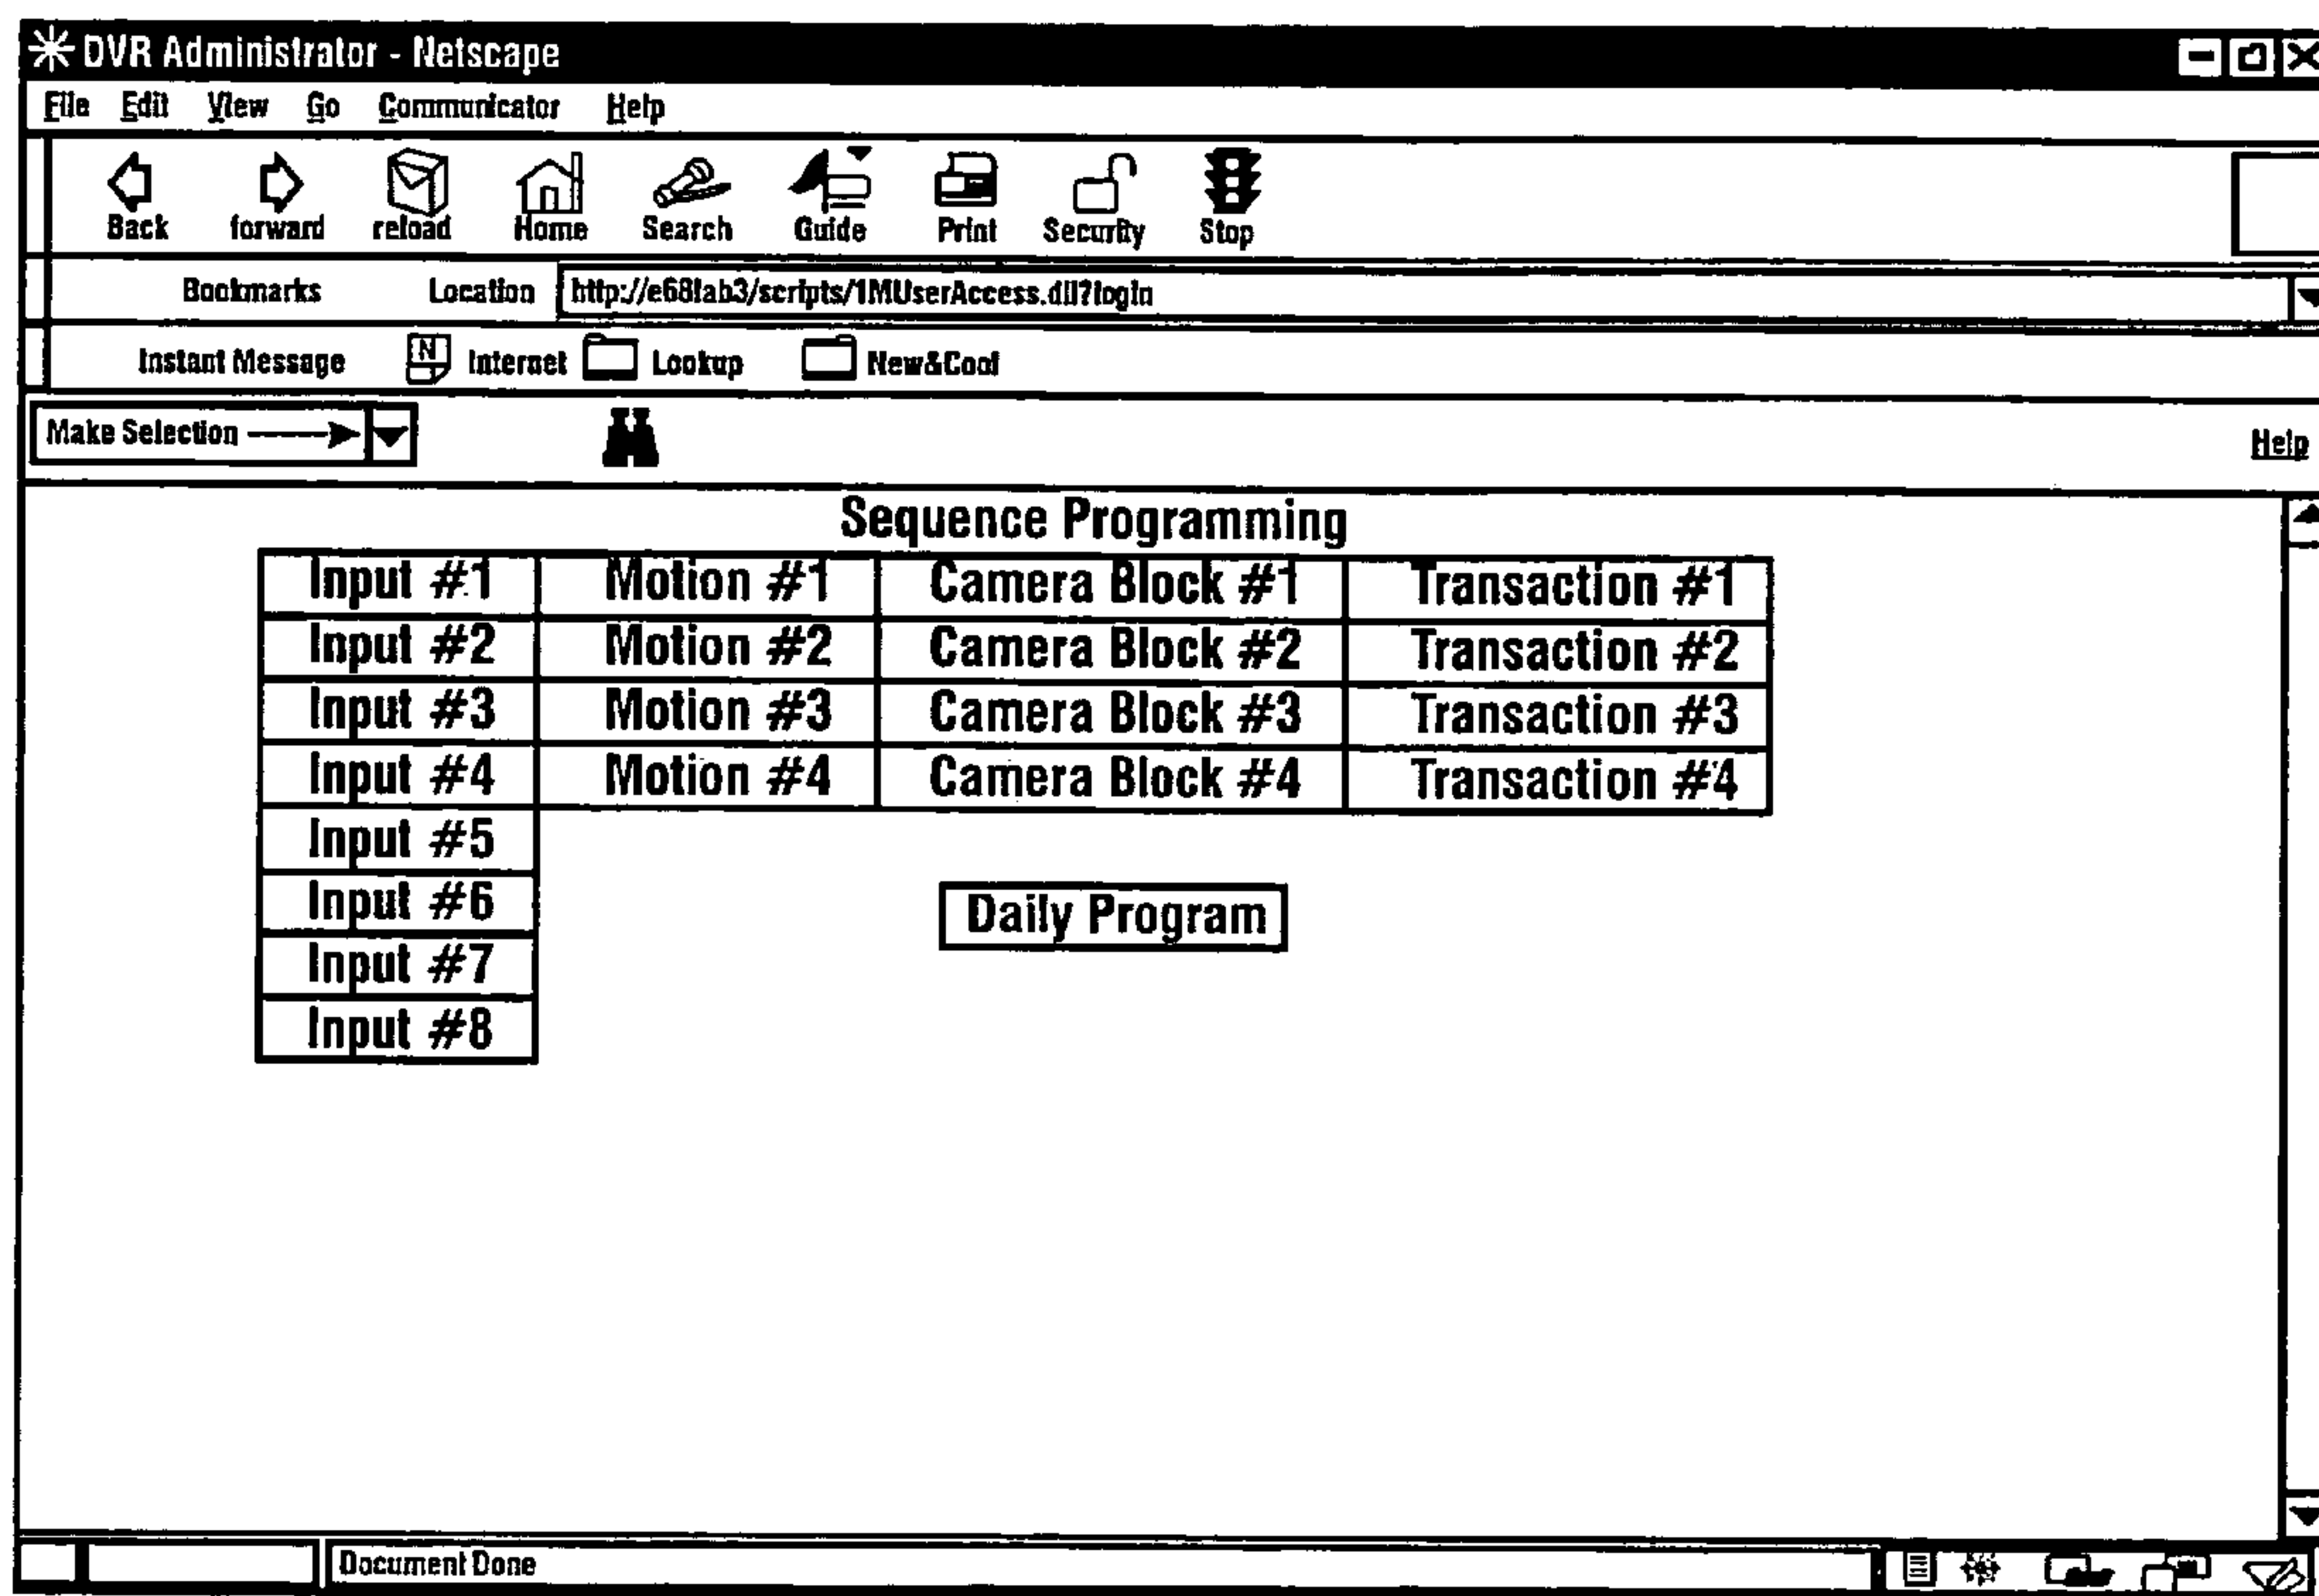 DVR Administrator - Netscape
File Edit View Go Communicator Help
Back forward reload Home Search Guide Print Security Stop
Bookmarks Location http://e68lab3/scripts/1MUserAccess.dll?login
Instant Message N Internet Lookup New&Cool
Make Selection
Help
Sequence Programming
Input #1 Motion #1 Camera Block #1 Transaction #1
Input #2 Motion #2 Camera Block #2 Transaction #2
Input #3 Motion #3 Camera Block #3 Transaction #3
Input #4 Motion #4 Camera Block #4 Transaction #4
Input #5
Input #6
Daily Program
Input #7
Input #8
Document Done